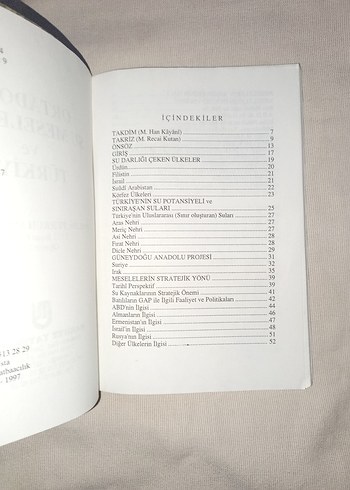 İÇİNDEKİLER
TAKDİM (M. Han Kâyânî) 7
TAKRİZ (M. Recai Kutan) 9
ÖNSÖZ 13
GİRİŞ 17
SU DARLIĞI ÇEKEN ÜLKELER 19
Ürdün 20
Filistin 21
İsrail 21
Suûdî Arabistan 22
Körfez Ülkeleri 23
TÜRKİYE'NİN SU POTANSİYELİ ve
SINIRAŞAN SULARI 25
Türkiye'nin Uluslararası (Sınır oluşturan) Suları 27
Aras Nehri 27
Meriç Nehri 27
Asi Nehri 28
Fırat Nehri 28
Dicle Nehri 29
GÜNEYDOĞU ANADOLU PROJESİ 31
Suriye 32
Irak 35
MESELELERİN STRATEJİK YÖNÜ 39
Tarihî Perspektif 39
Su Kaynaklarının Stratejik Önemi 41
Batılıların GAP ile İlgili Faaliyet ve Politikaları 42
ABD'nin İlgisi 44
Almanların İlgisi 46
Ermenistan'ın İlgisi 47
İsrail'in İlgisi 48
Rusya'nın İlgisi 51
Diğer Ülkelerin İlgisi 52
513 28 29
1997